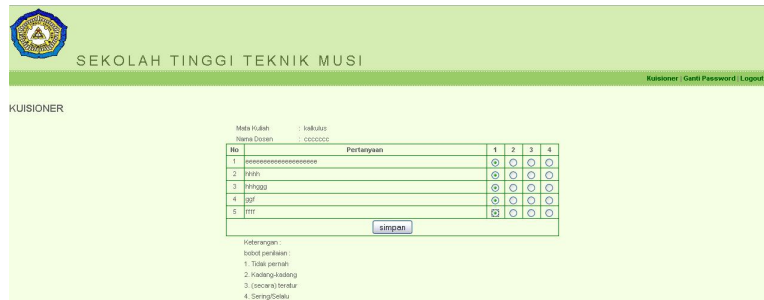 SEKOLAH TINGGI TEKNIK MUSI
Kuisioner | Ganti Password | Logout
KUISIONER
Mata Kuliah : kalkulus
Nama Dosen : ccccccc
No Pertanyaan 1 2 3 4
1 eeeeeeeeeeeeeeeeeeee
2 hhhh
3 hhhggg
4 ggf
5 ffff
simpan
Keterangan :
bobot penilaian :
1. Tidak pernah
2. Kadang-kadang
3. (secara) teratur
4. Sering/Selalu